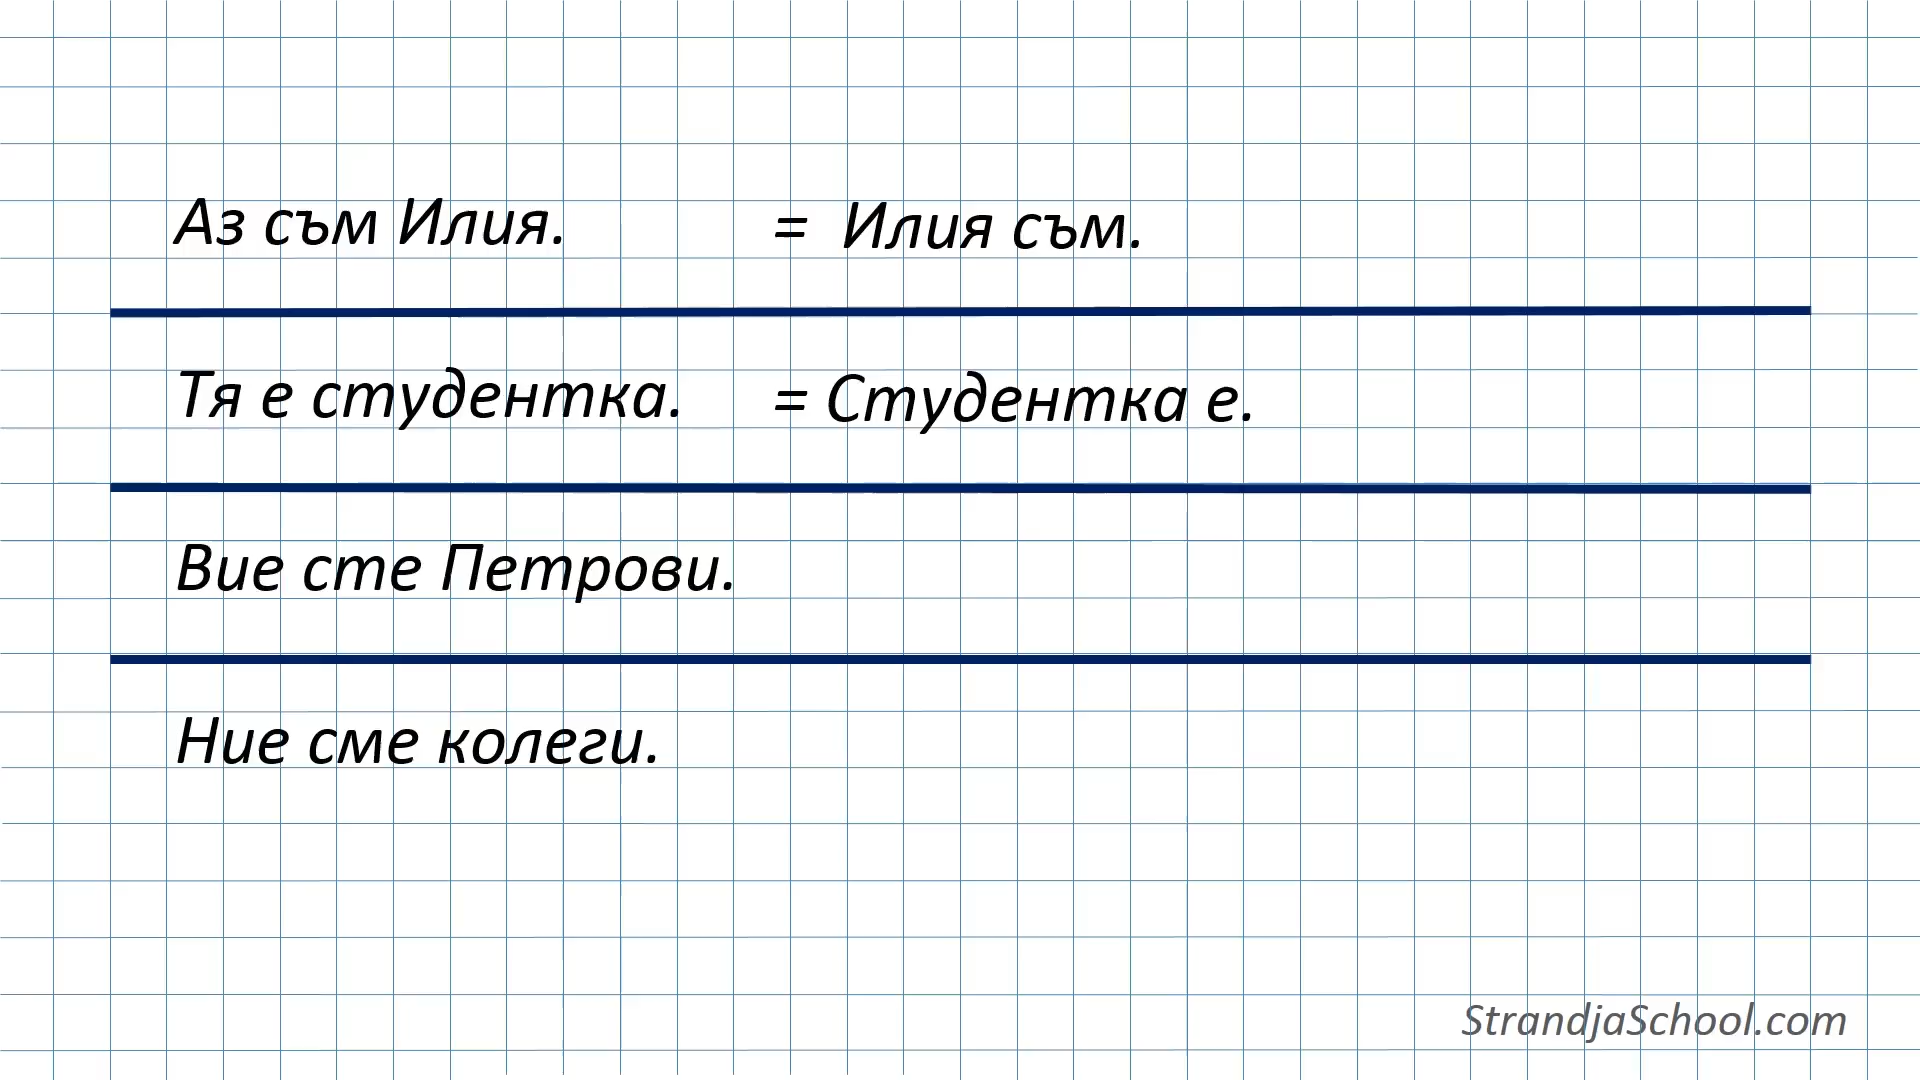 Аз съм Илия. = Илия съм.
Тя е студентка. = Студентка е.
Вие сте Петрови.
Ние сме колеги.
StrandjaSchool.com